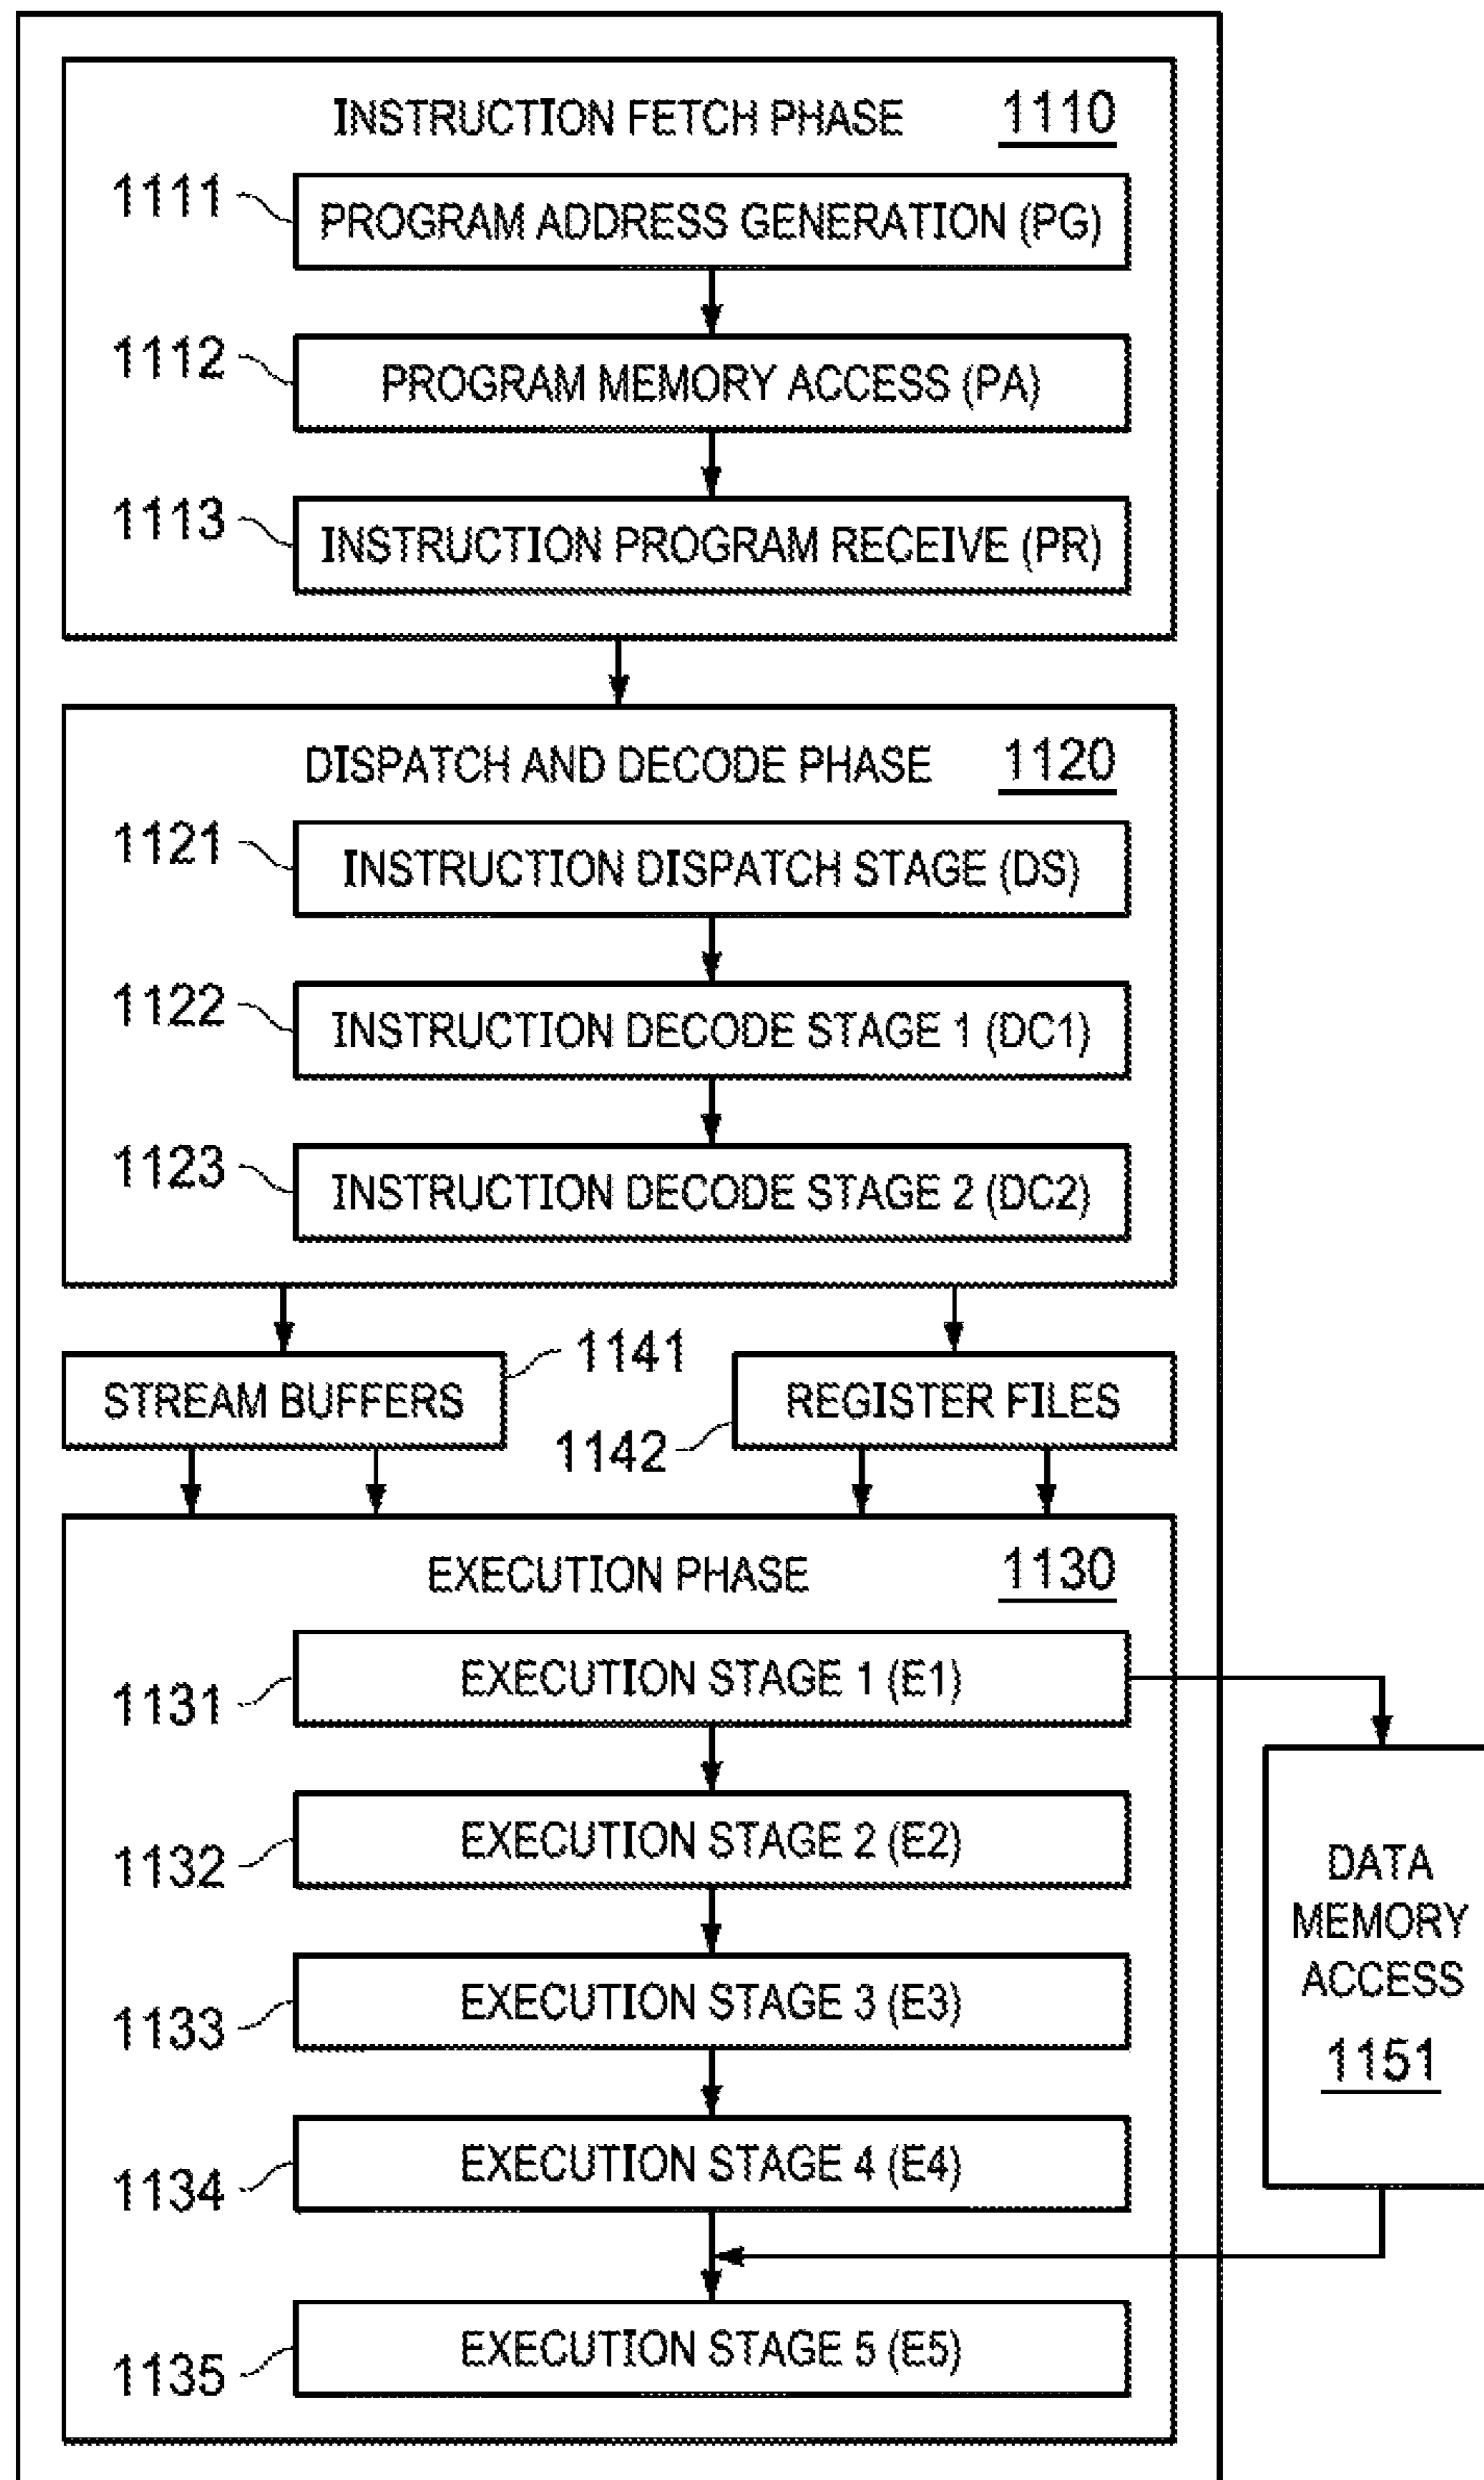 INSTRUCTION FETCH PHASE 1110
1111
PROGRAM ADDRESS GENERATION (PG)
1112
PROGRAM MEMORY ACCESS (PA)
1113
INSTRUCTION PROGRAM RECEIVE (PR)
DISPATCH AND DECODE PHASE 1120
1121
INSTRUCTION DISPATCH STAGE (DS)
1122
INSTRUCTION DECODE STAGE 1 (DC1)
1123
INSTRUCTION DECODE STAGE 2 (DC2)
STREAM BUFFERS
1141
1142
REGISTER FILES
EXECUTION PHASE 1130
1131
EXECUTION STAGE 1 (E1)
1132
EXECUTION STAGE 2 (E2)
1133
EXECUTION STAGE 3 (E3)
1134
EXECUTION STAGE 4 (E4)
1135
EXECUTION STAGE 5 (E5)
DATA
MEMORY
ACCESS
1151